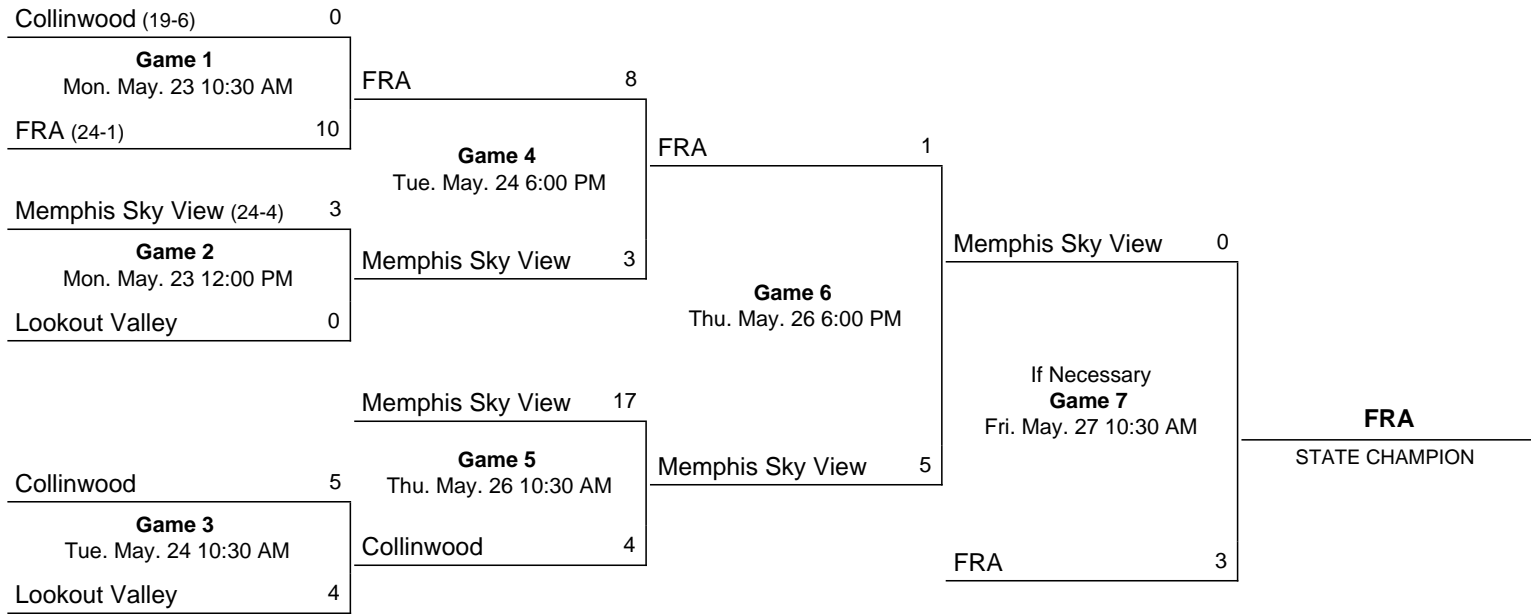 Collinwood (19-6) 0
Game 1
Mon. May. 23 10:30 AM
FRA (24-1) 10
Memphis Sky View (24-4) 3
Game 2
Mon. May. 23 12:00 PM
Lookout Valley 0
Collinwood 5
Game 3
Tue. May. 24 10:30 AM
Lookout Valley 4
FRA 8
Game 4
Tue. May. 24 6:00 PM
Memphis Sky View 3
Memphis Sky View 17
Game 5
Thu. May. 26 10:30 AM
Collinwood 4
FRA 1
Game 6
Thu. May. 26 6:00 PM
Memphis Sky View 5
Memphis Sky View 0
If Necessary
Game 7
Fri. May. 27 10:30 AM
FRA 3
FRA
STATE CHAMPION